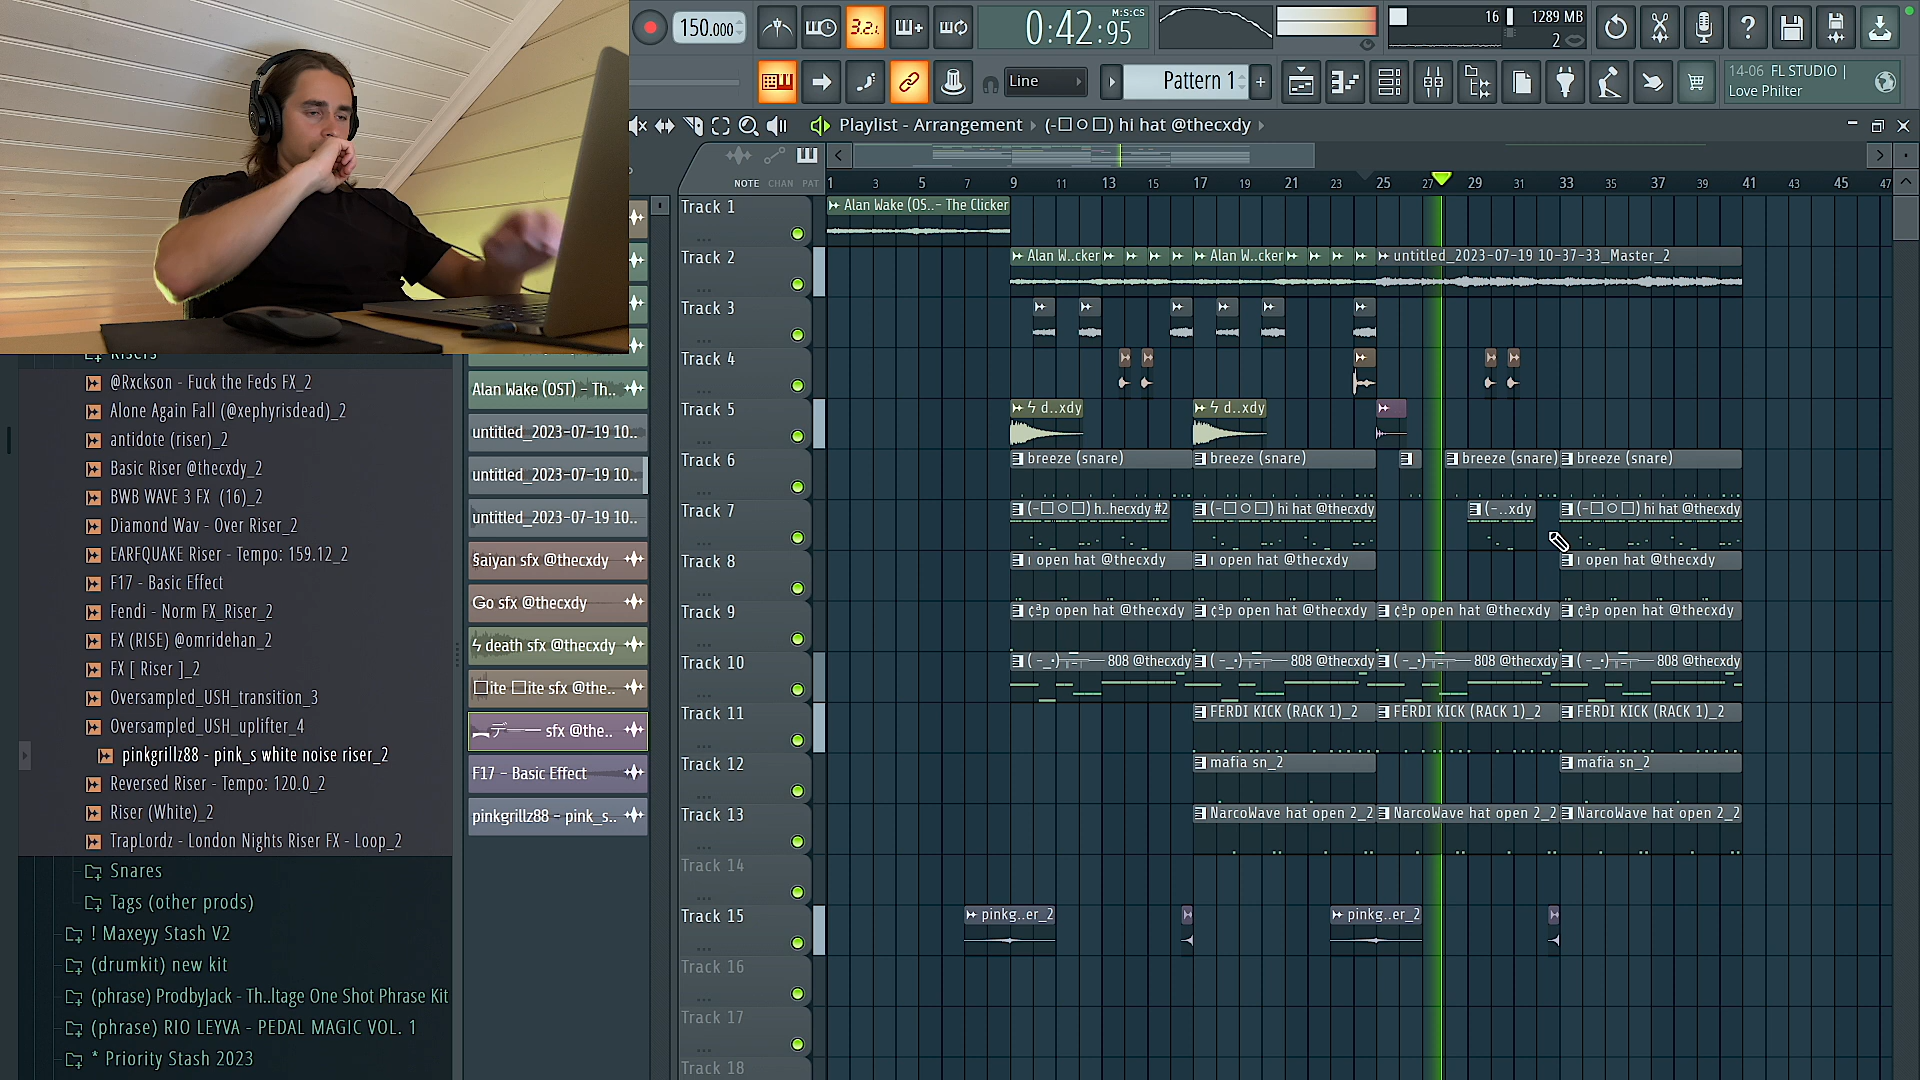 150.000
3.2.
0:42:95
M:S:CS
16
1289 MB
2
Line
Pattern 1
14-06 FL STUDIO |
Love Philter
Playlist - Arrangement
hi hat @thecxdy
NOTE CHAN PAT
1 3 5 7 9 11 13 15 17 19 21 23 25 27 29 31 33 35 37 39 41 43 45 47
Track 1
Alan Wake (OS..- The Clicker
Track 2
Alan W..cker
Alan W..cker
untitled_2023-07-19 10-37-33_Master_2
Track 3
Track 4
Track 5
ϟ d..xdy
ϟ d..xdy
Track 6
breeze (snare)
breeze (snare)
breeze (snare)
breeze (snare)
Track 7
h..hecxdy #2
hi hat @thecxdy
(-..xdy
hi hat @thecxdy
Track 8
open hat @thecxdy
open hat @thecxdy
open hat @thecxdy
Track 9
open hat @thecxdy
open hat @thecxdy
open hat @thecxdy
open hat @thecxdy
Track 10
808 @thecxdy
808 @thecxdy
808 @thecxdy
808 @thecxdy
Track 11
FERDI KICK (RACK 1)_2
FERDI KICK (RACK 1)_2
FERDI KICK (RACK 1)_2
Track 12
mafia sn_2
mafia sn_2
Track 13
NarcoWave hat open 2_2
NarcoWave hat open 2_2
NarcoWave hat open 2_2
Track 14
Track 15
pinkg..er_2
pinkg..er_2
Track 16
Track 17
Track 18
Alan Wake (OST) - Th..
untitled_2023-07-19 10..
untitled_2023-07-19 10..
untitled_2023-07-19 10..
§aiyan sfx @thecxdy
Go sfx @thecxdy
ϟ death sfx @thecxdy
□ite □ite sfx @the..
sfx @the..
F17 - Basic Effect
pinkgrillz88 - pink_s..
Risers
@Rxckson - Fuck the Feds FX_2
Alone Again Fall (@xephyrisdead)_2
antidote (riser)_2
Basic Riser @thecxdy_2
BWB WAVE 3 FX (16)_2
Diamond Wav - Over Riser_2
EARFQUAKE Riser - Tempo: 159.12_2
F17 - Basic Effect
Fendi - Norm FX_Riser_2
FX (RISE) @omridehan_2
FX [ Riser ]_2
Oversampled_USH_transition_3
Oversampled_USH_uplifter_4
pinkgrillz88 - pink_s white noise riser_2
Reversed Riser - Tempo: 120.0_2
Riser (White)_2
TrapLordz - London Nights Riser FX - Loop_2
Snares
Tags (other prods)
! Maxeyy Stash V2
(drumkit) new kit
(phrase) ProdbyJack - Th..ltage One Shot Phrase Kit
(phrase) RIO LEYVA - PEDAL MAGIC VOL. 1
* Priority Stash 2023